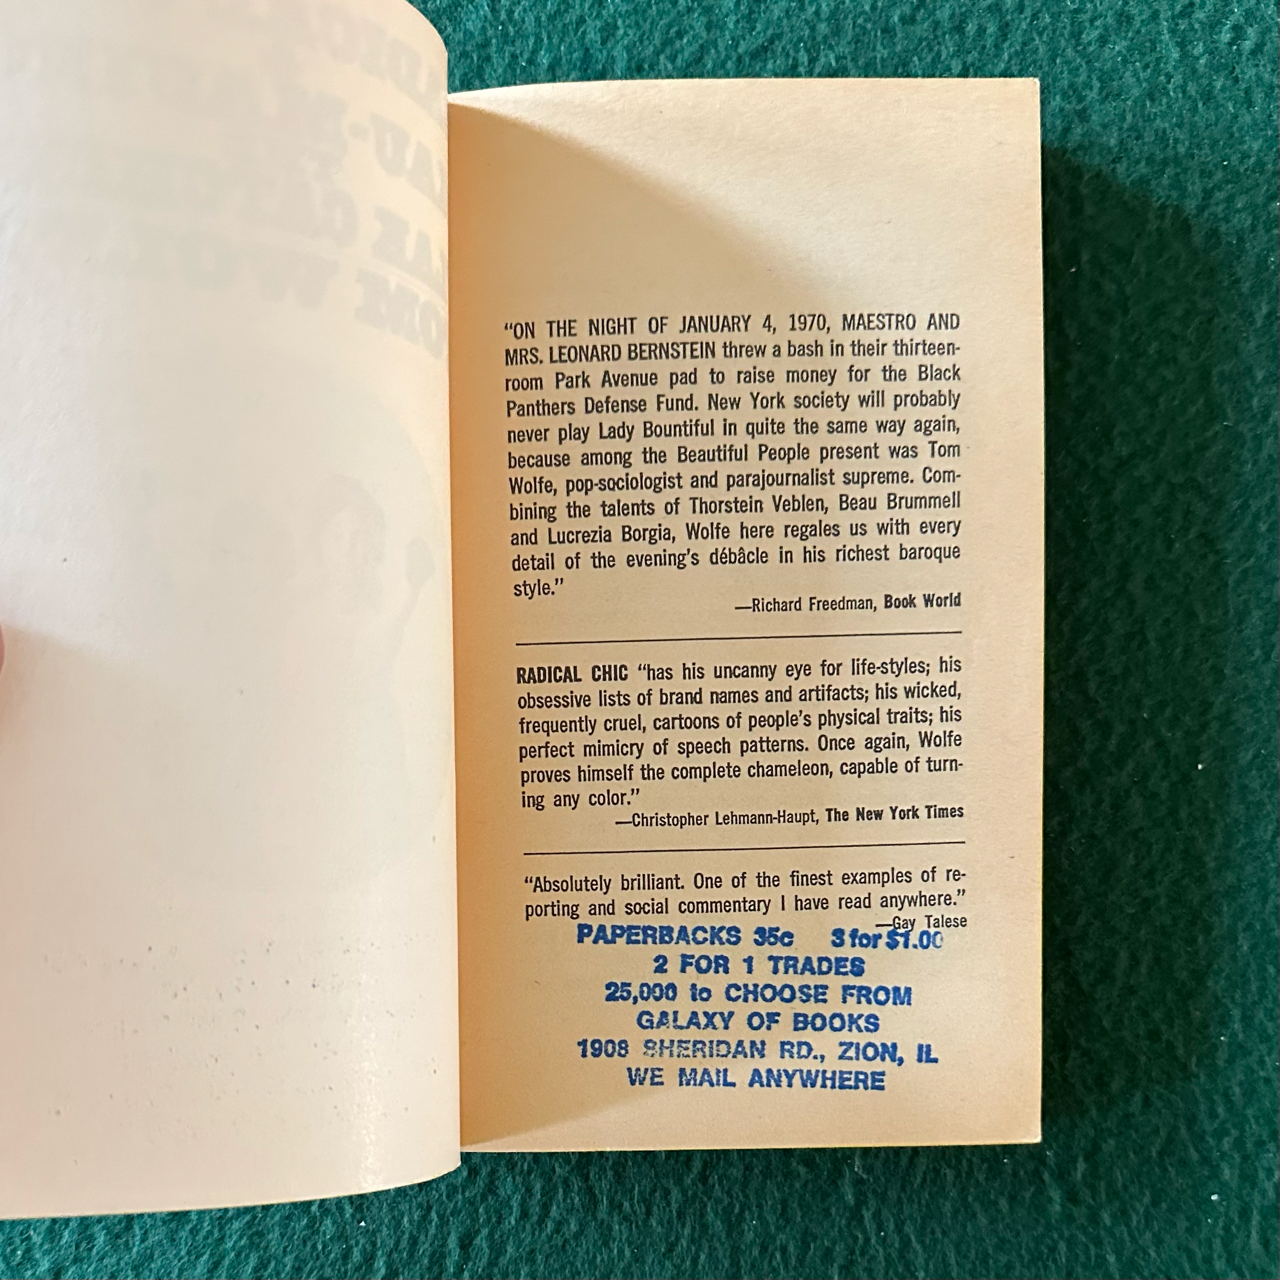 “ON THE NIGHT OF JANUARY 4, 1970, MAESTRO AND
MRS. LEONARD BERNSTEIN threw a bash in their thirteen-
room Park Avenue pad to raise money for the Black
Panthers Defense Fund. New York society will probably
never play Lady Bountiful in quite the same way again,
because among the Beautiful People present was Tom
Wolfe, pop-sociologist and parajournalist supreme. Com-
bining the talents of Thorstein Veblen, Beau Brummell
and Lucrezia Borgia, Wolfe here regales us with every
detail of the evening’s débâcle in his richest baroque
style.”
—Richard Freedman, Book World
RADICAL CHIC “has his uncanny eye for life-styles; his
obsessive lists of brand names and artifacts; his wicked,
frequently cruel, cartoons of people’s physical traits; his
perfect mimicry of speech patterns. Once again, Wolfe
proves himself the complete chameleon, capable of turn-
ing any color.”
—Christopher Lehmann-Haupt, The New York Times
“Absolutely brilliant. One of the finest examples of re-
porting and social commentary I have read anywhere.”
—Gay Talese
PAPERBACKS 35c 3 for $1.00
2 FOR 1 TRADES
25,000 to CHOOSE FROM
GALAXY OF BOOKS
1908 SHERIDAN RD., ZION, IL
WE MAIL ANYWHERE